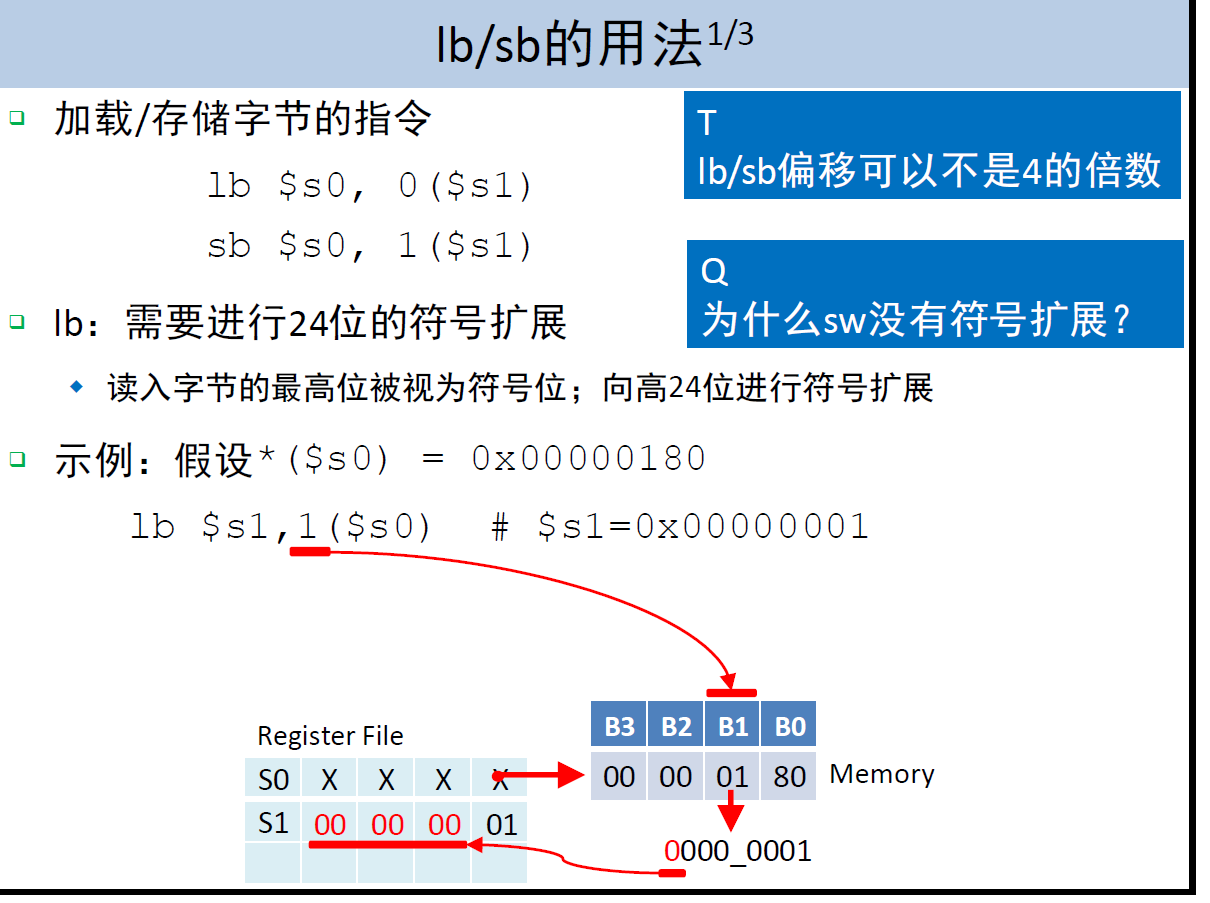 lb/sb的用法1/3
加载/存储字节的指令
lb $s0, 0($s1)
sb $s0, 1($s1)
T
lb/sb偏移可以不是4的倍数
Q
为什么sw没有符号扩展？
lb：需要进行24位的符号扩展
读入字节的最高位被视为符号位；向高24位进行符号扩展
示例：假设*($s0) = 0x00000180
lb $s1,1($s0) # $s1=0x00000001
Register File
S0 X X X X
S1 00 00 00 01
B3 B2 B1 B0
00 00 01 80
Memory
0000_0001